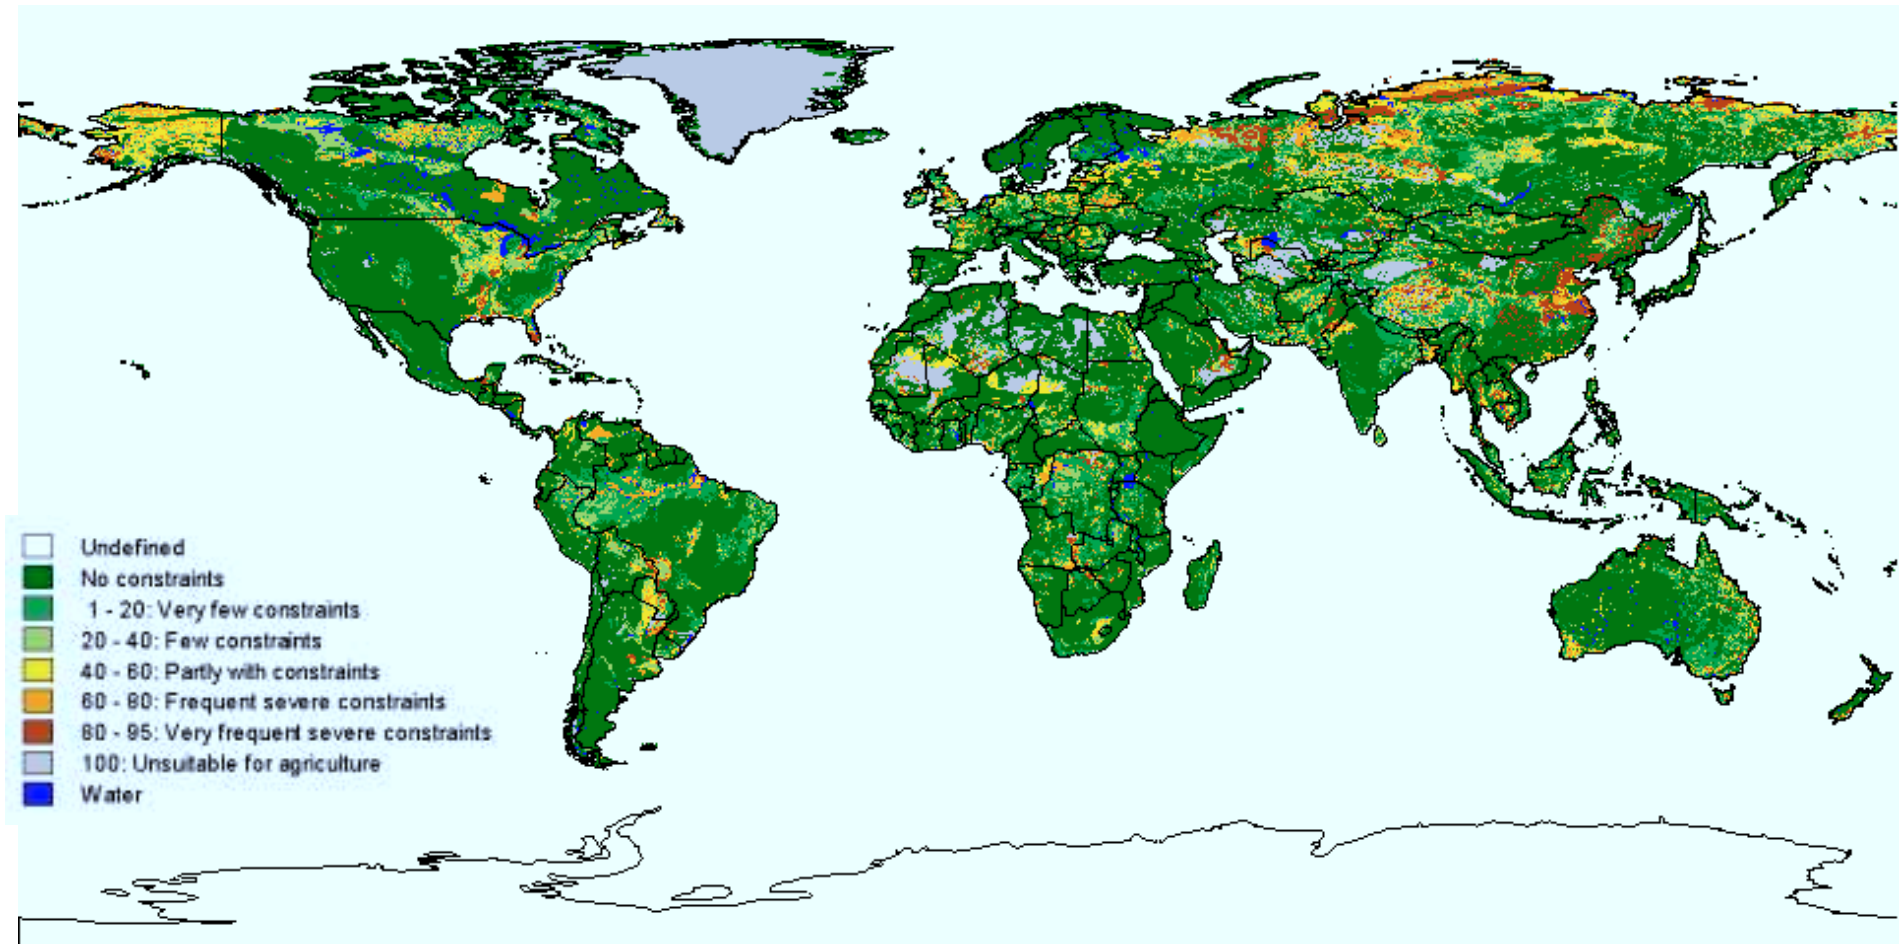 Undefined
No constraints
1 - 20: Very few constraints
20 - 40: Few constraints
40 - 60: Partly with constraints
60 - 80: Frequent severe constraints
80 - 95: Very frequent severe constraints
100: Unsuitable for agriculture
Water